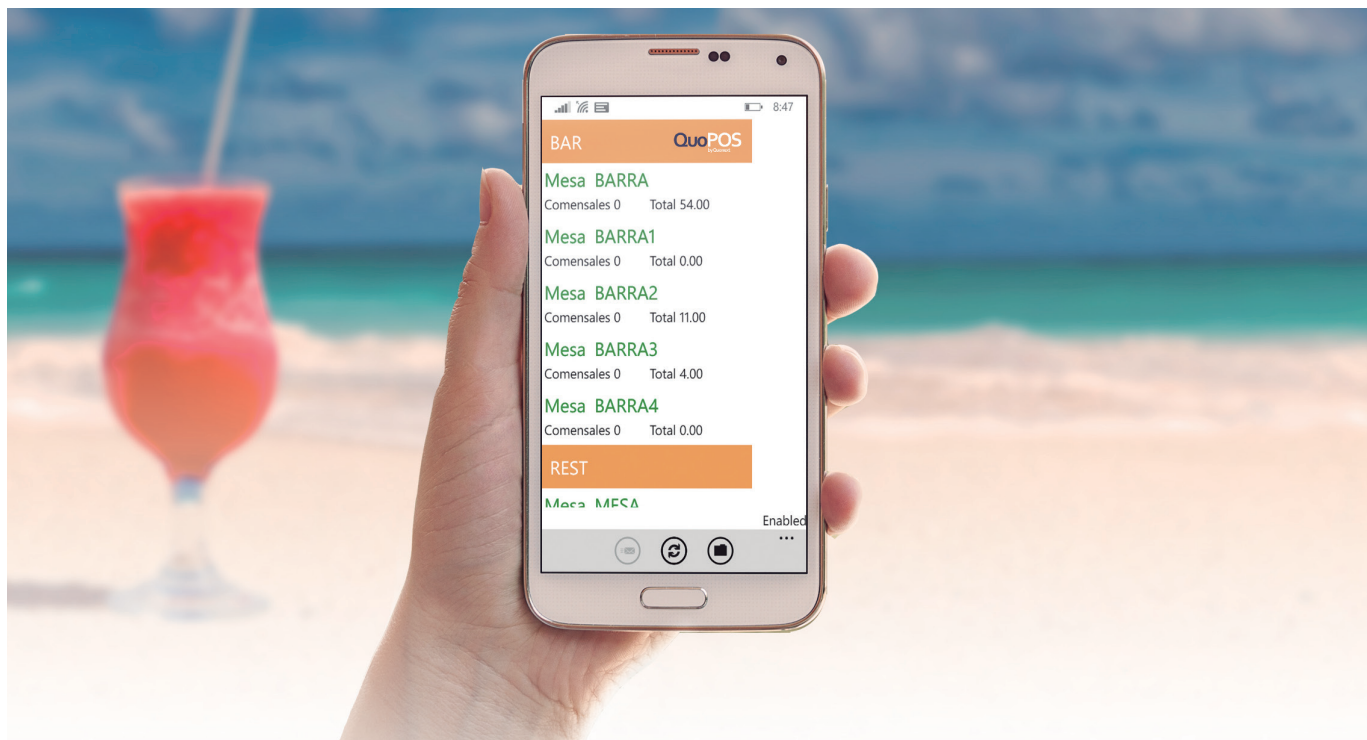 8:47
BAR QuoPOS
Mesa BARRA
Comensales 0 Total 54.00
Mesa BARRA1
Comensales 0 Total 0.00
Mesa BARRA2
Comensales 0 Total 11.00
Mesa BARRA3
Comensales 0 Total 4.00
Mesa BARRA4
Comensales 0 Total 0.00
REST
Mesa MESA
Enabled